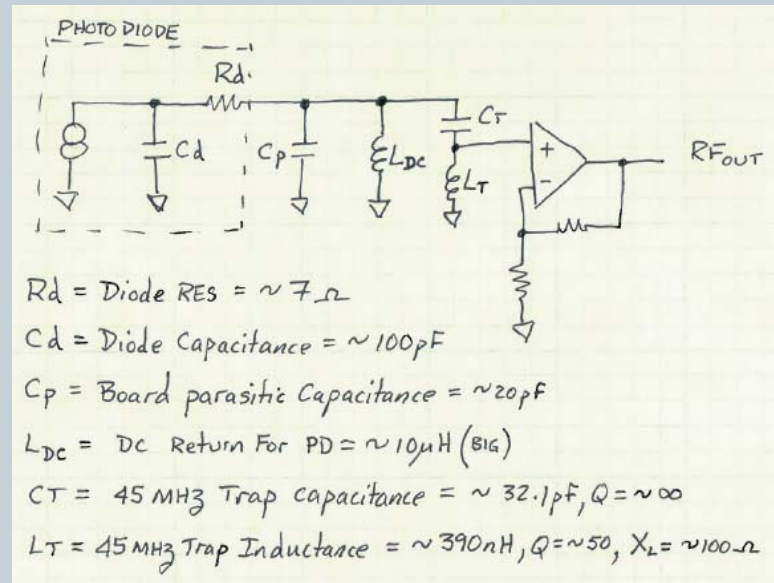 PHOTO DIODE
Rd.
Cd
Cp
LDC
CT
LT
+
-
RFOUT
Rd = Diode RES = ~ 7 Ω
Cd = Diode Capacitance = ~ 100pF
Cp = Board parasitic Capacitance = ~20pF
LDC = DC Return For PD = ~ 10μH (BIG)
CT = 45 MHz Trap Capacitance = ~ 32.1pF, Q = ~ ∞
LT = 45 MHz Trap Inductance = ~ 390nH, Q = ~50, XL = ~100 Ω